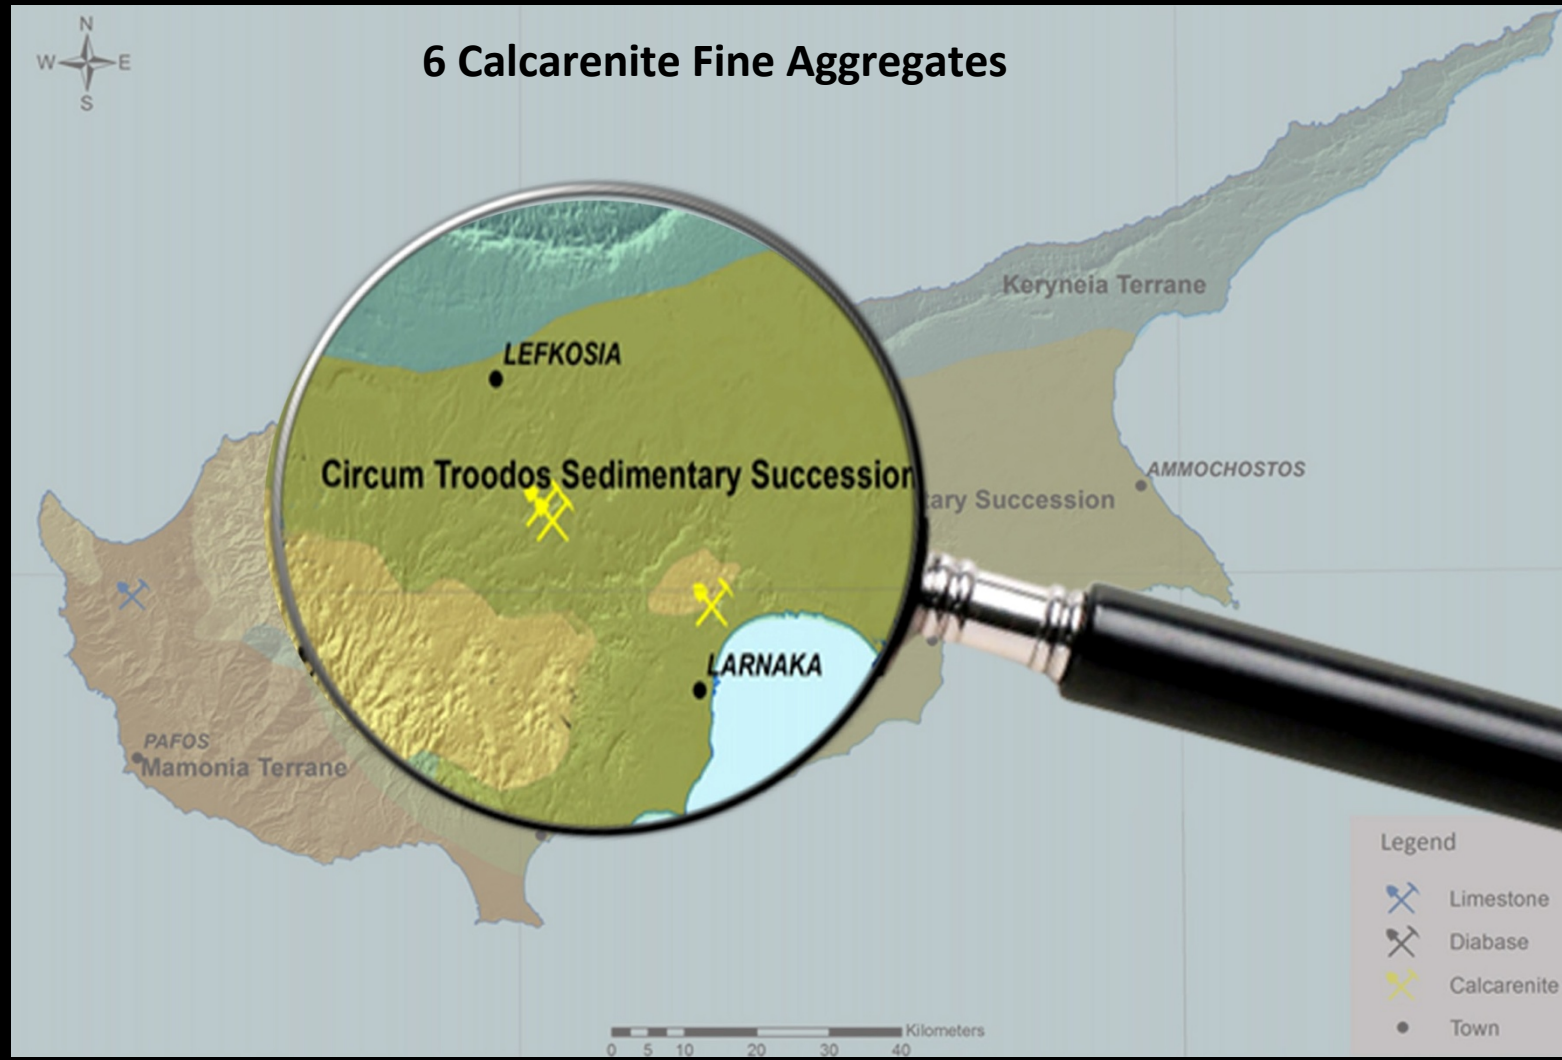 N
W E
S
6 Calcarenite Fine Aggregates
Keryneia Terrane
LEFKOSIA
Circum Troodos Sedimentary Succession
tary Succession
AMMOCHOSTOS
LARNAKA
PAFOS
Mamonia Terrane
Legend
Limestone
Diabase
Calcarenite
Town
Kilometers
0 5 10 20 30 40